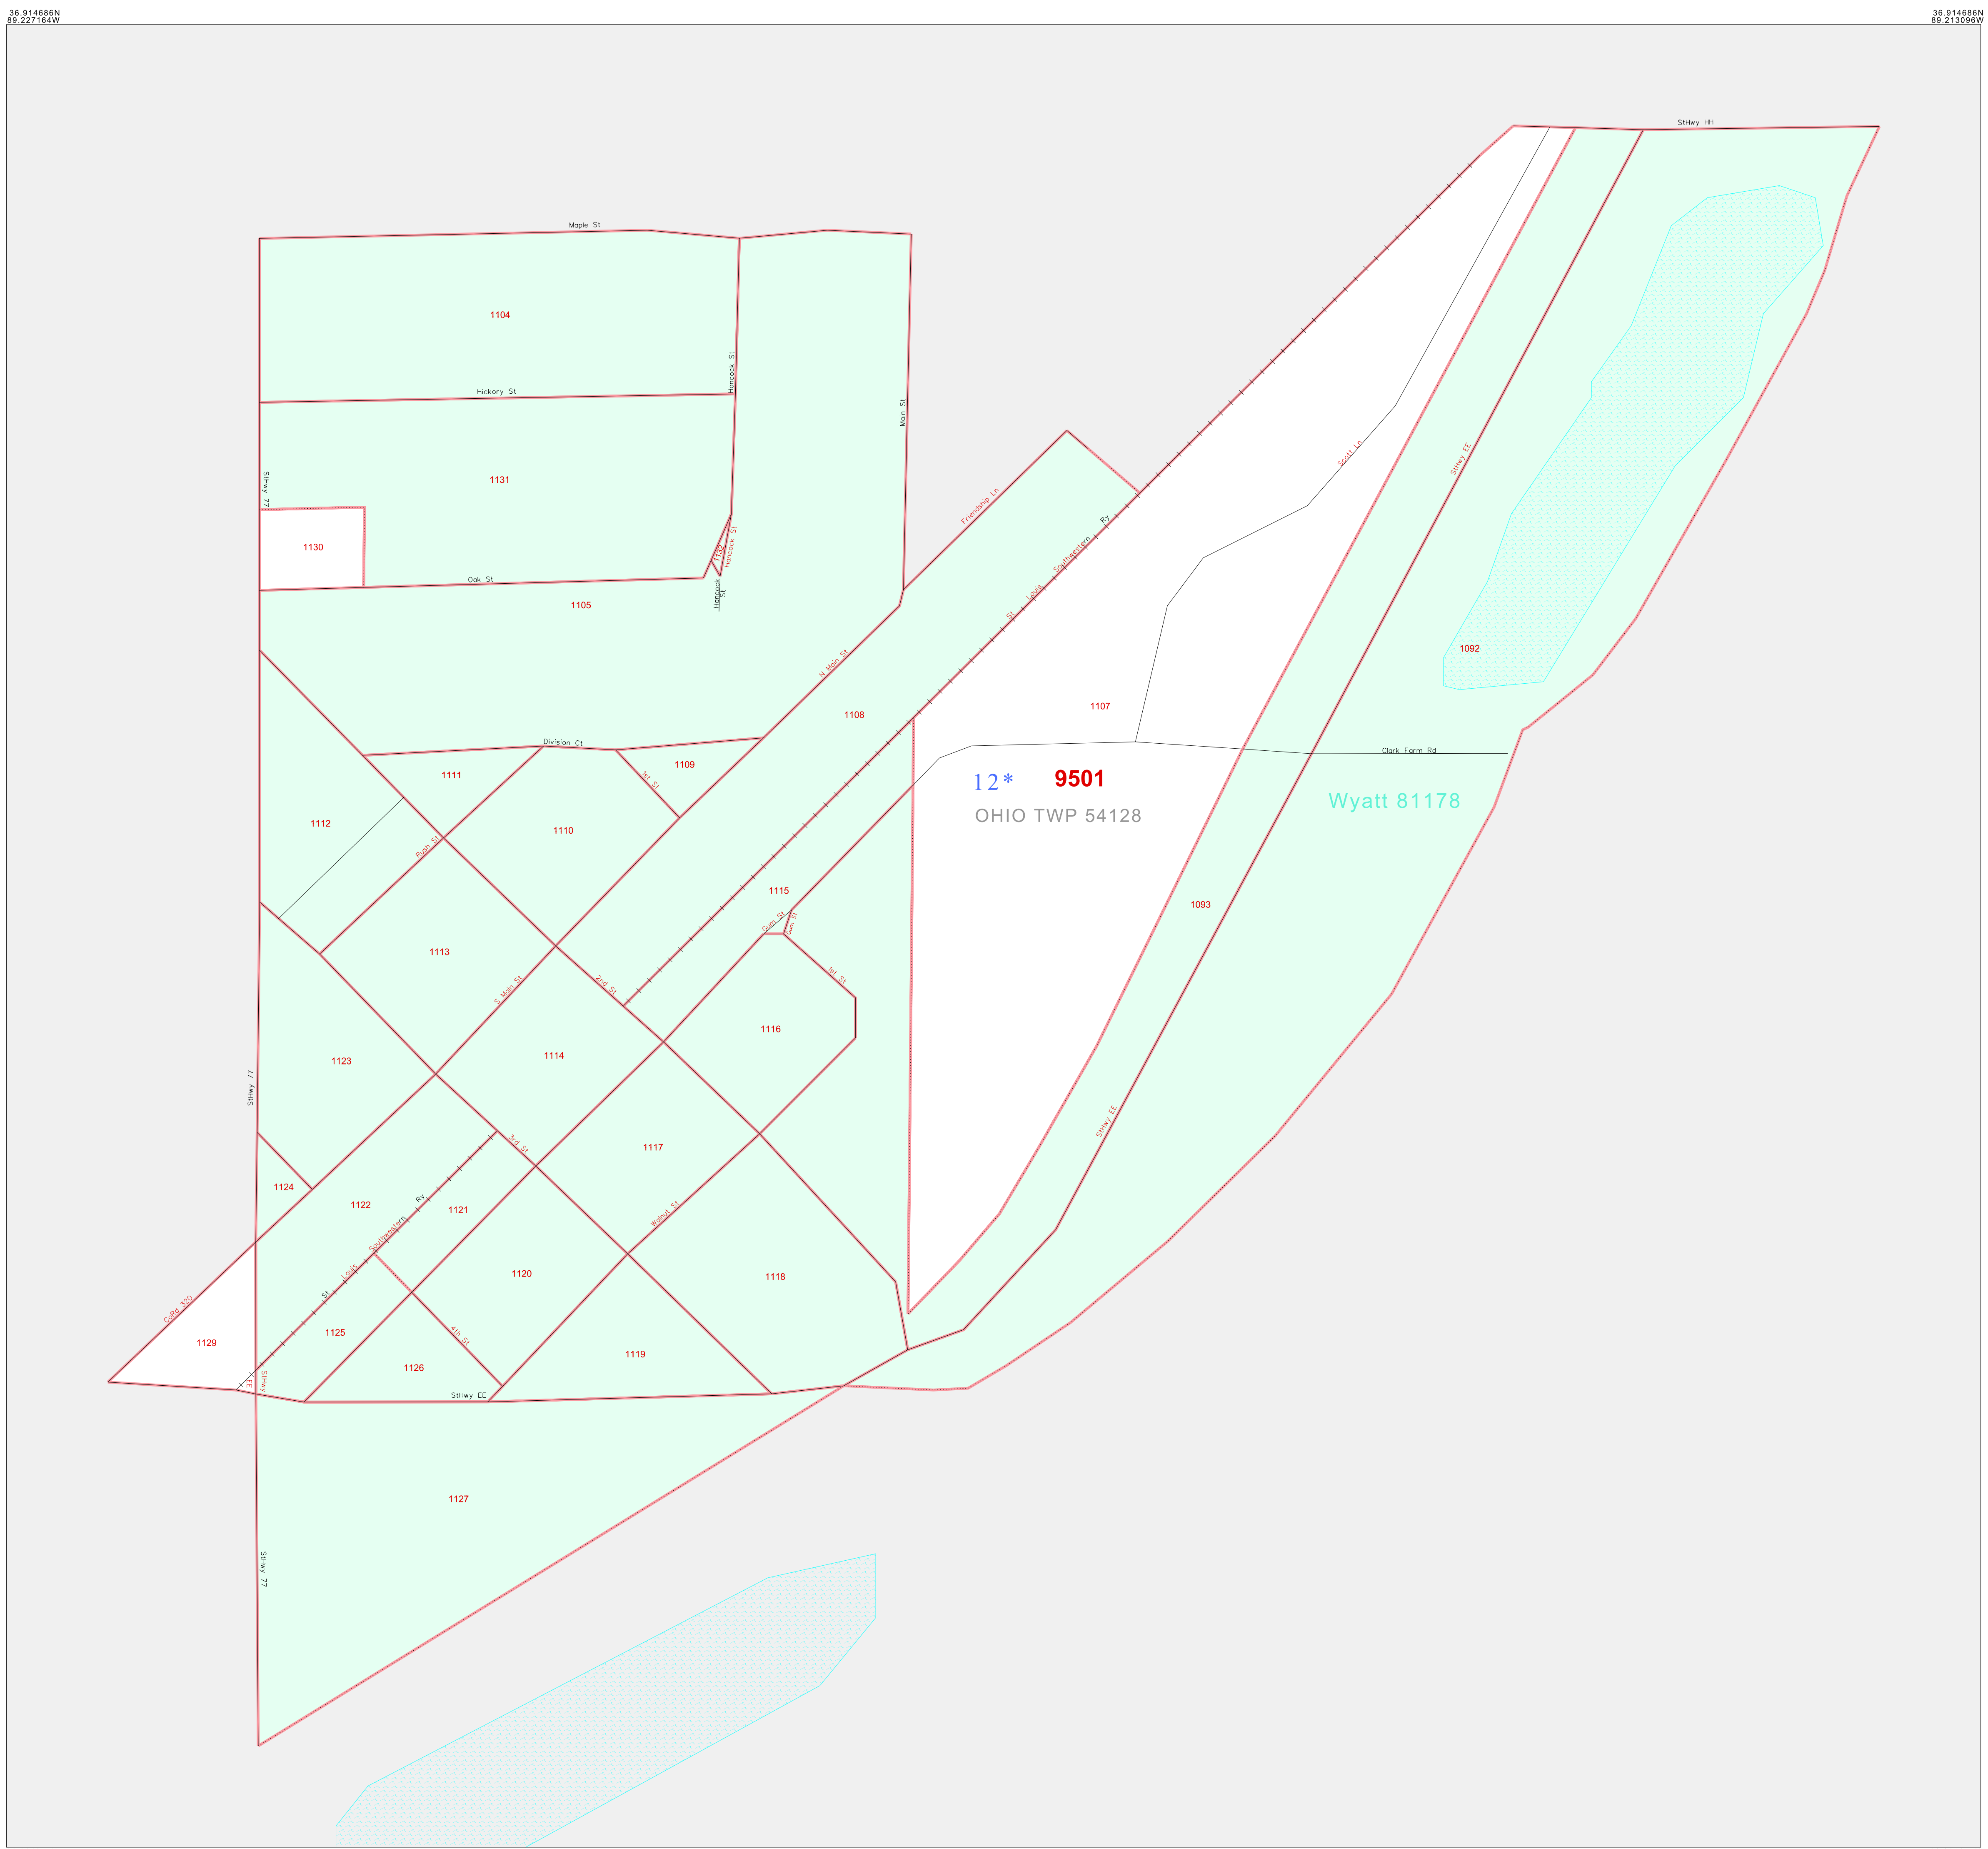 36.914686N
89.227164W
36.914686N
89.213096W
StHwy HH
Maple St
1104
Hancock St
Hickory St
Main St
StHwy 77
1131
1130
1132
Hancock St
Oak St
Hancock
St
1105
Friendship Ln
St Louis Southwestern Ry
Scott Ln
StHwy EE
1092
N Main St
1108
1107
Division Ct
1111
1109
1st St
Clark Farm Rd
12*
9501
OHIO TWP 54128
Wyatt 81178
1112
1110
Rush St
1115
1093
Gum St
Gum St
1113
2nd St
1st St
S Main St
1116
1123
1114
StHwy 77
StHwy EE
3rd St
1117
1124
1122
1121
Walnut St
St Louis Southwestern Ry
1120
1118
CoRd 320
1129
1125
4th St
1126
1119
StHwy
EE
StHwy EE
1127
StHwy 77